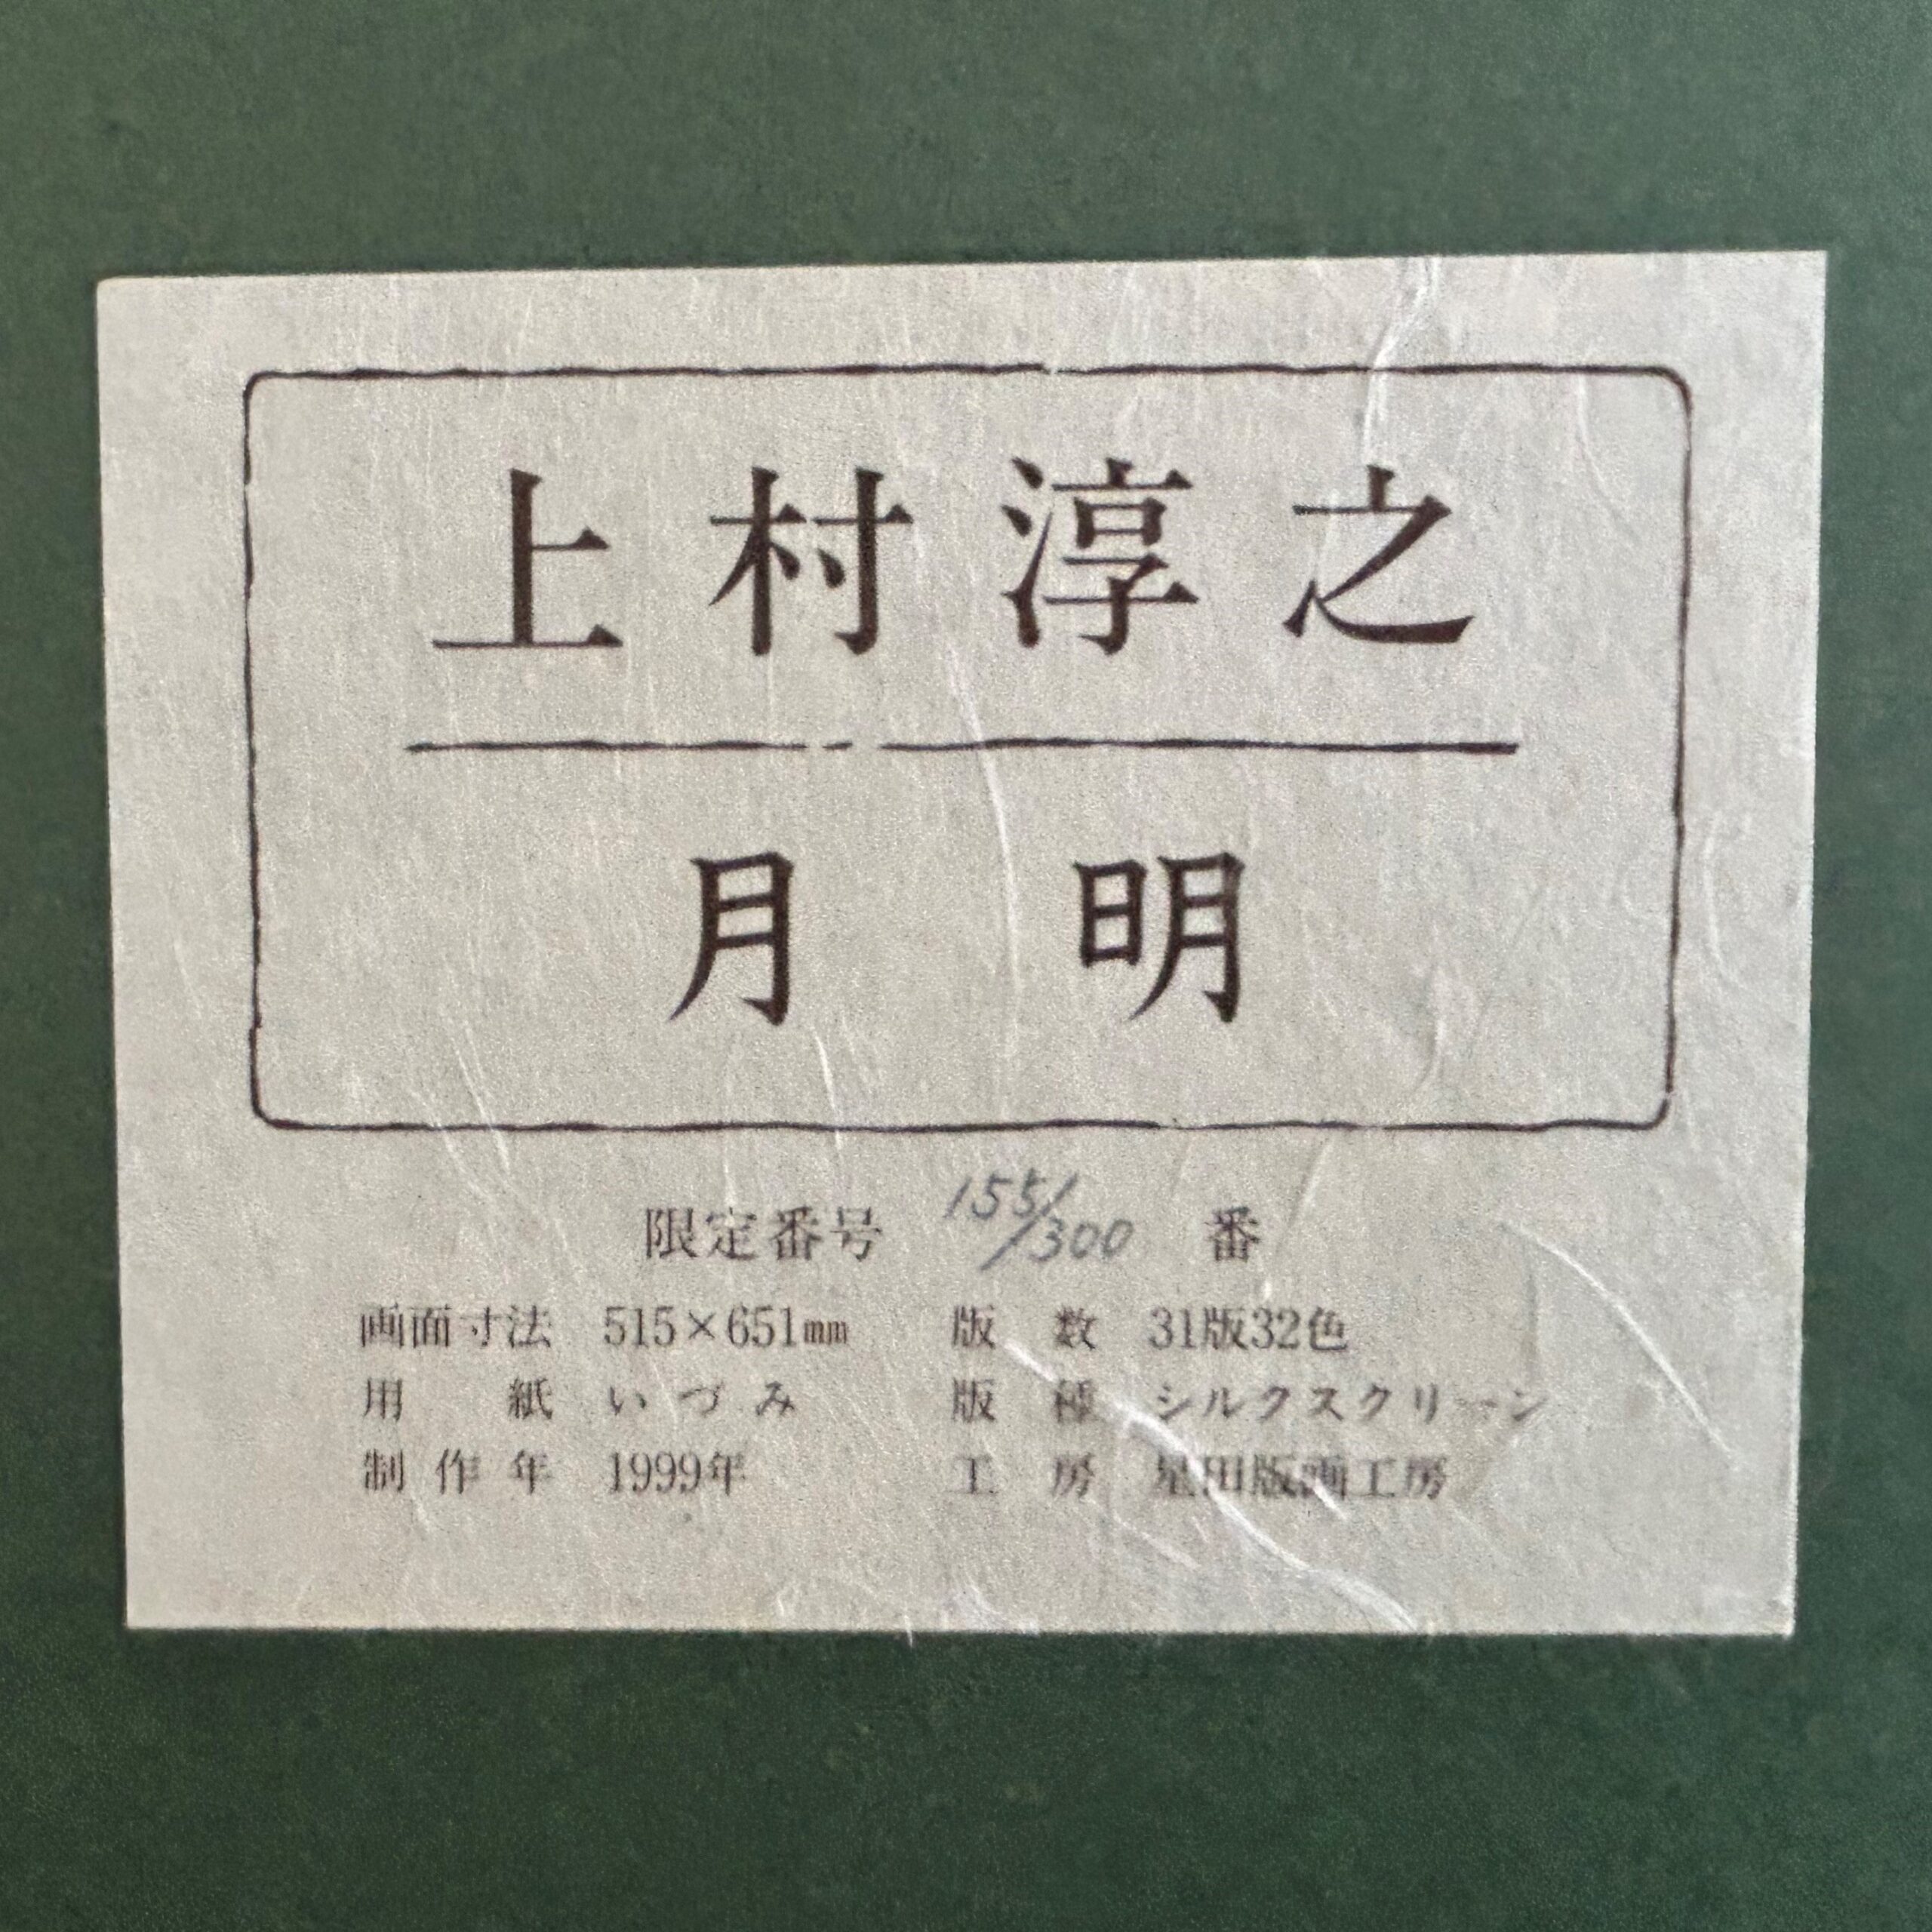 上村淳之
月明
限定番号 155/300 番
画面寸法 515×651mm 版数 31版32色
用紙 いづみ 版種 シルクスクリーン
制作年 1999年 工房 星田版画工房